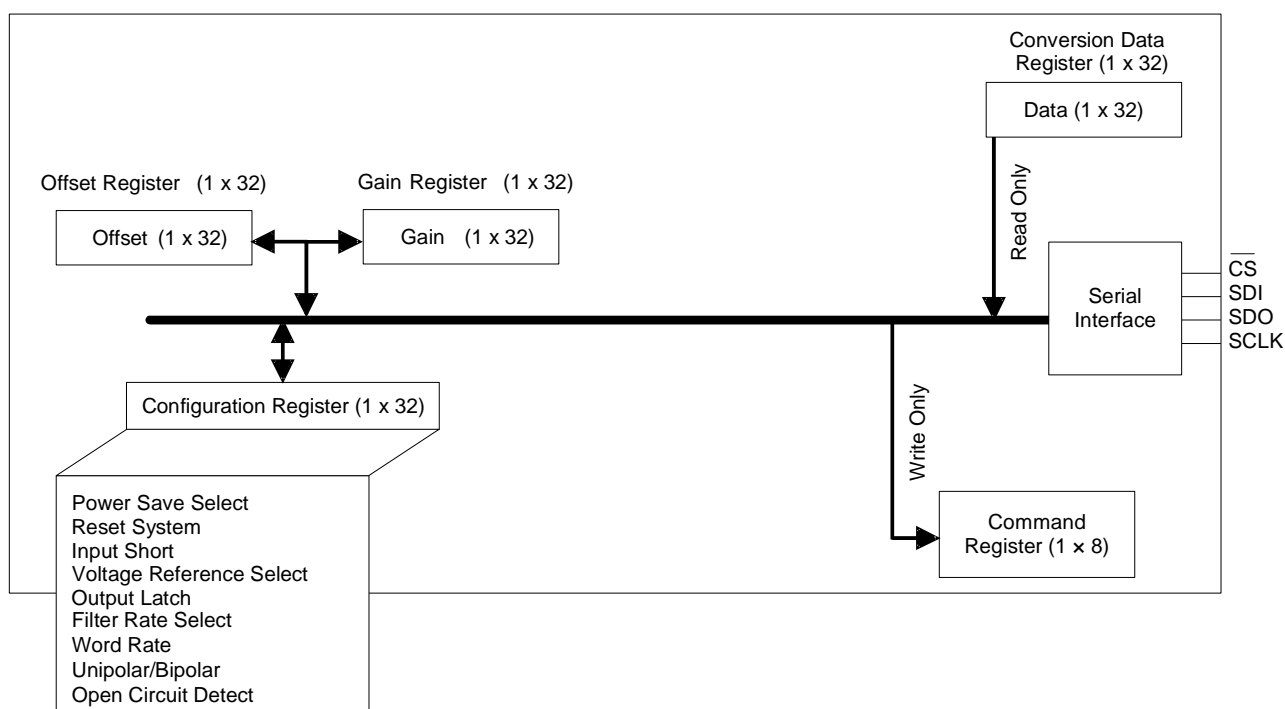 Conversion Data
Register (1 x 32)
Data (1 x 32)
Offset Register (1 x 32)
Gain Register (1 x 32)
Offset (1 x 32)
Gain (1 x 32)
Read Only
Serial
Interface
CS
SDI
SDO
SCLK
Configuration Register (1 x 32)
Write Only
Power Save Select
Reset System
Input Short
Voltage Reference Select
Output Latch
Filter Rate Select
Word Rate
Unipolar/Bipolar
Open Circuit Detect
Command
Register (1 × 8)